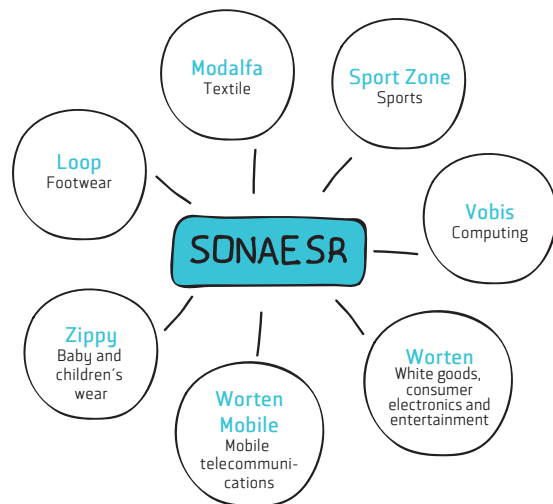 Modalfa
Textile
Sport Zone
Sports
Loop
Footwear
Vobis
Computing
SONAESR
Zippy
Baby and
children´s
wear
Worten
White goods,
consumer
electronics and
entertainment
Worten
Mobile
Mobile
telecommuni-
cations